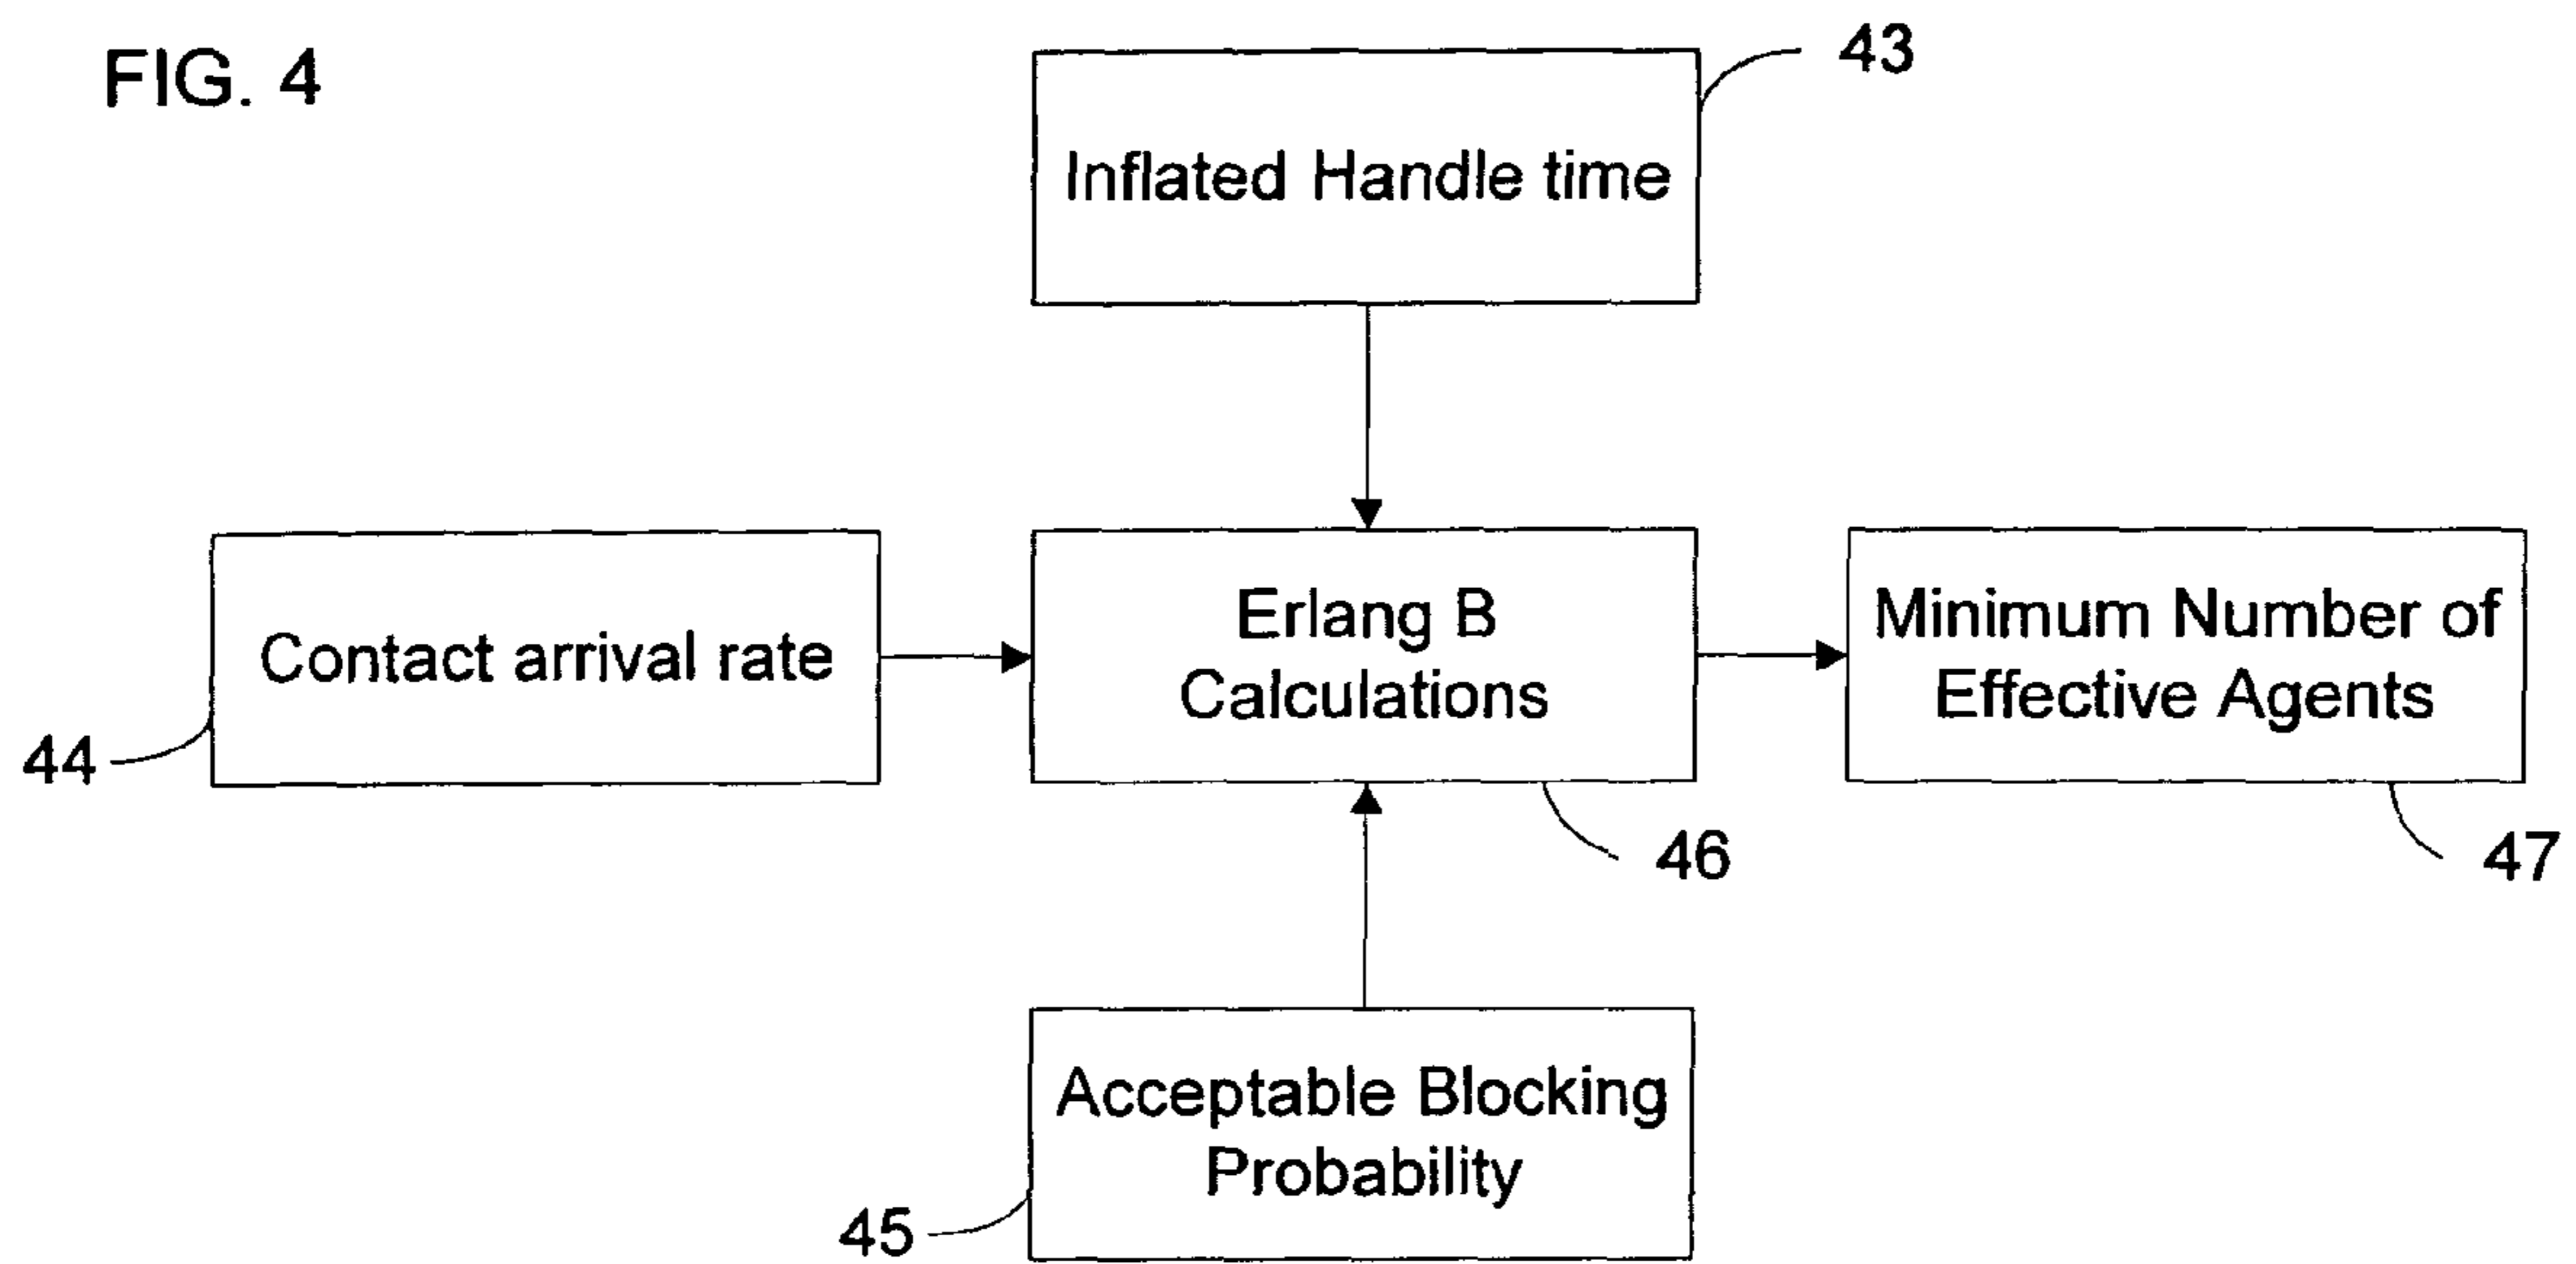 FIG. 4
43
Inflated Handle time
Contact arrival rate
44
Erlang B
Calculations
46
Minimum Number of
Effective Agents
47
Acceptable Blocking
Probability
45